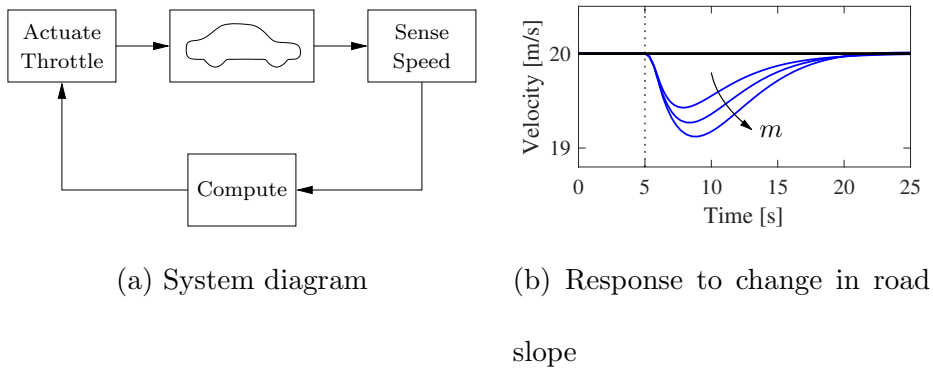 Actuate
Throttle
Sense
Speed
Compute
(a) System diagram
Velocity [m/s]
20
19
m
0 5 10 15 20 25
Time [s]
(b) Response to change in road
slope